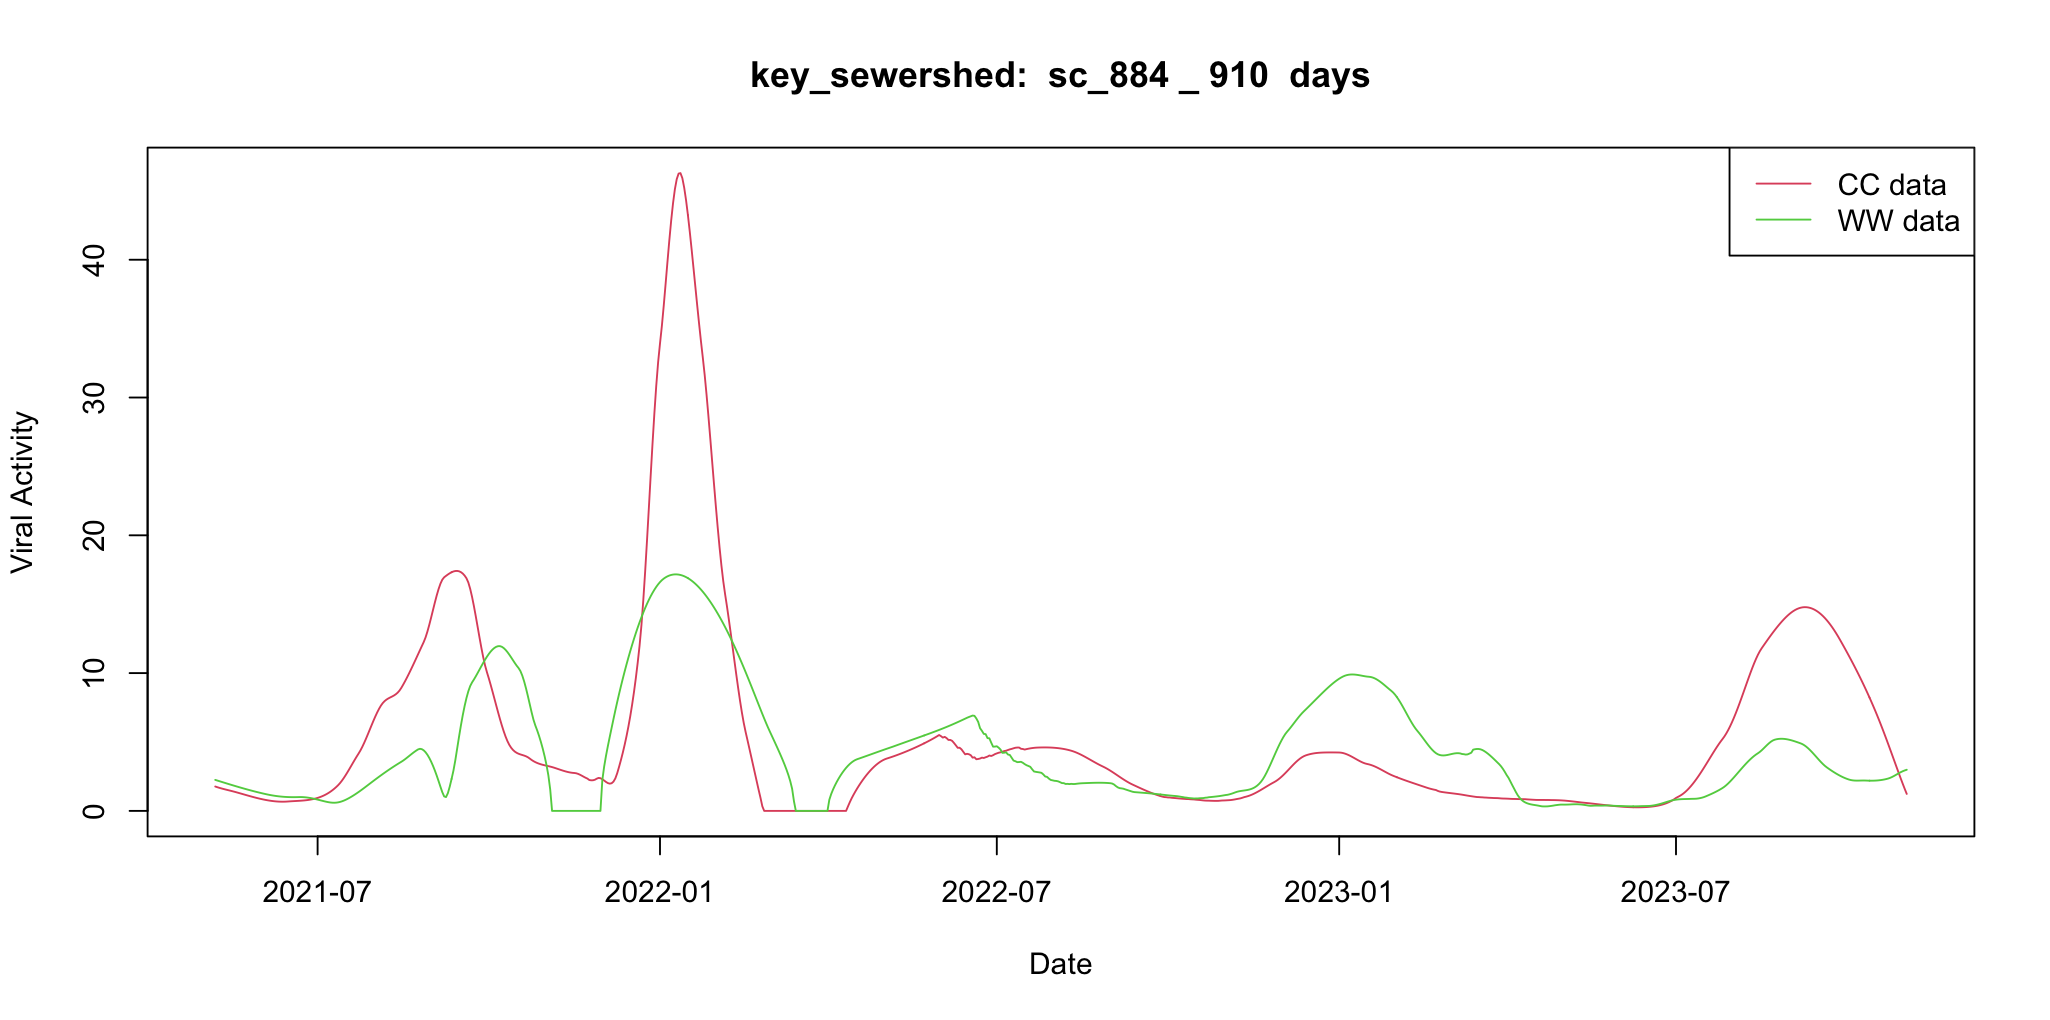 key_sewershed: sc_884 _ 910 days
CC data
WW data
Viral Activity
40
30
20
10
0
2021-07 2022-01 2022-07 2023-01 2023-07
Date